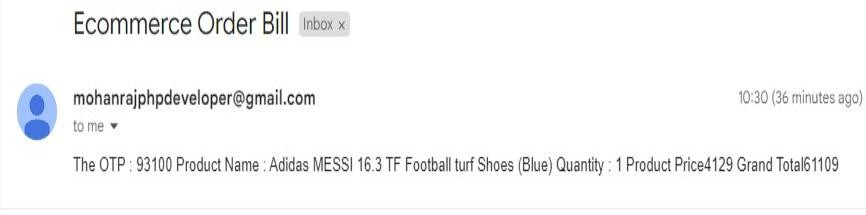 Ecommerce Order Bill Inbox x
mohanrajphpdeveloper@gmail.com 10:30 (36 minutes ago)
to me
The OTP : 93100 Product Name : Adidas MESSI 16.3 TF Football turf Shoes (Blue) Quantity : 1 Product Price4129 Grand Total61109